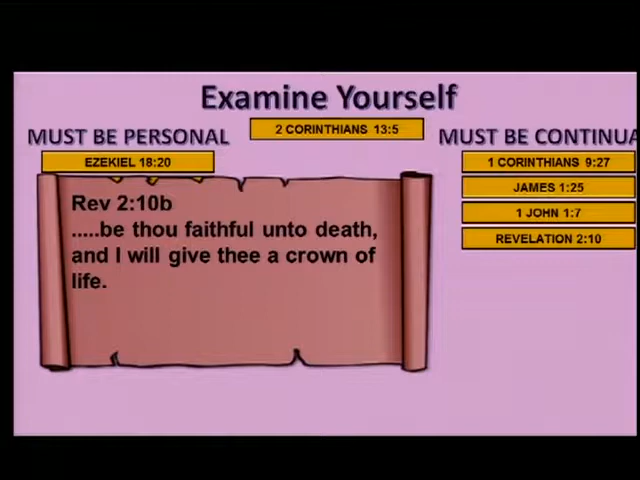 Examine Yourself
2 CORINTHIANS 13:5
MUST BE PERSONAL
EZEKIEL 18:20
MUST BE CONTINUA
1 CORINTHIANS 9:27
JAMES 1:25
1 JOHN 1:7
REVELATION 2:10
Rev 2:10b
.....be thou faithful unto death,
and I will give thee a crown of
life.